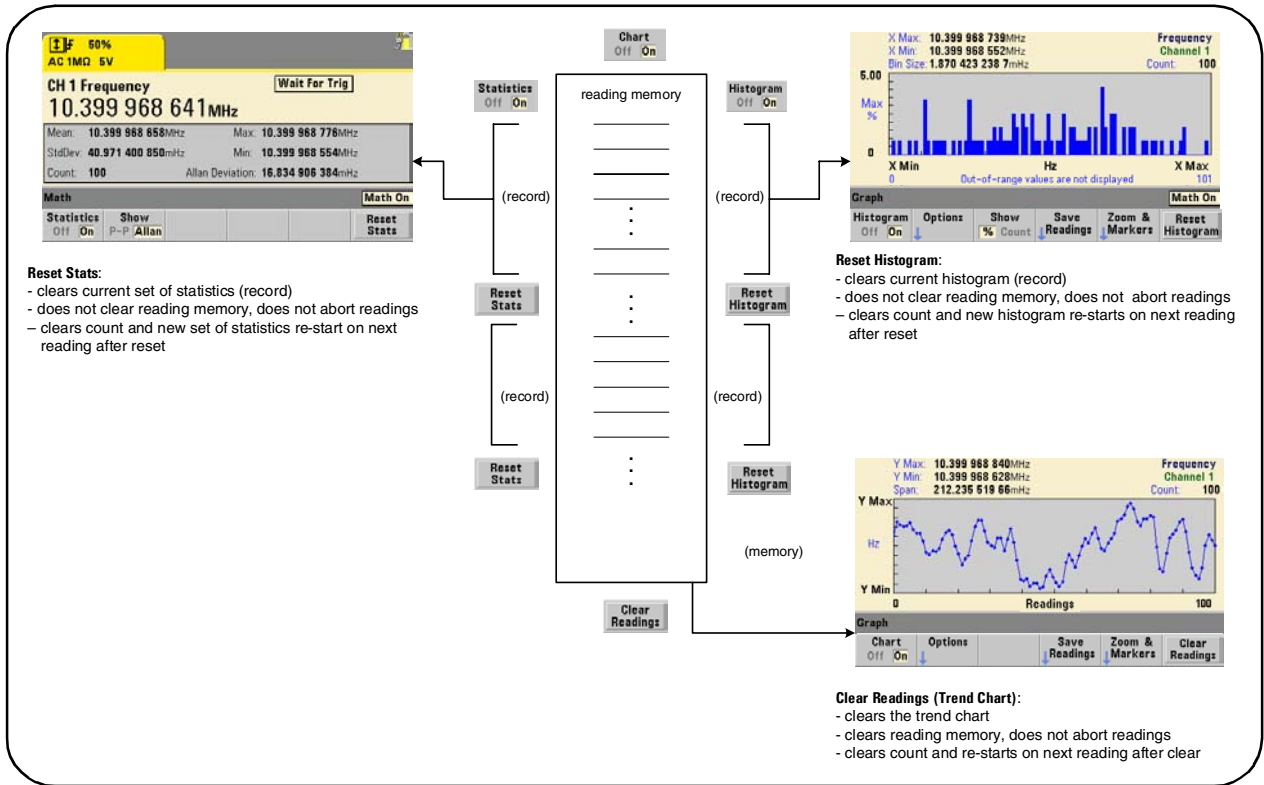 50%
AC 1MΩ 5V
CH 1 Frequency
Wait For Trig
10.399 968 641MHz
Mean: 10.399 968 658MHz Max: 10.399 968 776MHz
StdDev: 40.971 400 850mHz Min: 10.399 968 554MHz
Count: 100 Allan Deviation: 16.834 906 384mHz
Math
Math On
Statistics Show Reset
Off On P-P Allan Stats
Reset Stats:
- clears current set of statistics (record)
- does not clear reading memory, does not abort readings
– clears count and new set of statistics re-start on next
reading after reset
Chart
Off On
Statistics
Off On
reading memory
Histogram
Off On
(record)
(record)
Reset
Stats
Reset
Histogram
(record)
(record)
Reset
Stats
Reset
Histogram
(memory)
Clear
Readings
X Max: 10.399 968 739MHz Frequency
X Min: 10.399 968 552MHz Channel 1
Bin Size: 1.870 423 238 7mHz Count: 100
5.00
Max
%
0
X Min Hz X Max
0 Out-of-range values are not displayed 101
Graph
Math On
Histogram Options Show Save Zoom & Reset
Off On % Count Readings Markers Histogram
Reset Histogram:
- clears current histogram (record)
- does not clear reading memory, does not abort readings
– clears count and new histogram re-starts on next reading
after reset
Y Max: 10.399 968 840MHz Frequency
Y Min: 10.399 968 628MHz Channel 1
Span: 212.235 519 66mHz Count: 100
Y Max
Hz
Y Min
0 Readings 100
Graph
Chart Options Save Zoom & Clear
Off On Readings Markers Readings
Clear Readings (Trend Chart):
- clears the trend chart
- clears reading memory, does not abort readings
- clears count and re-starts on next reading after clear